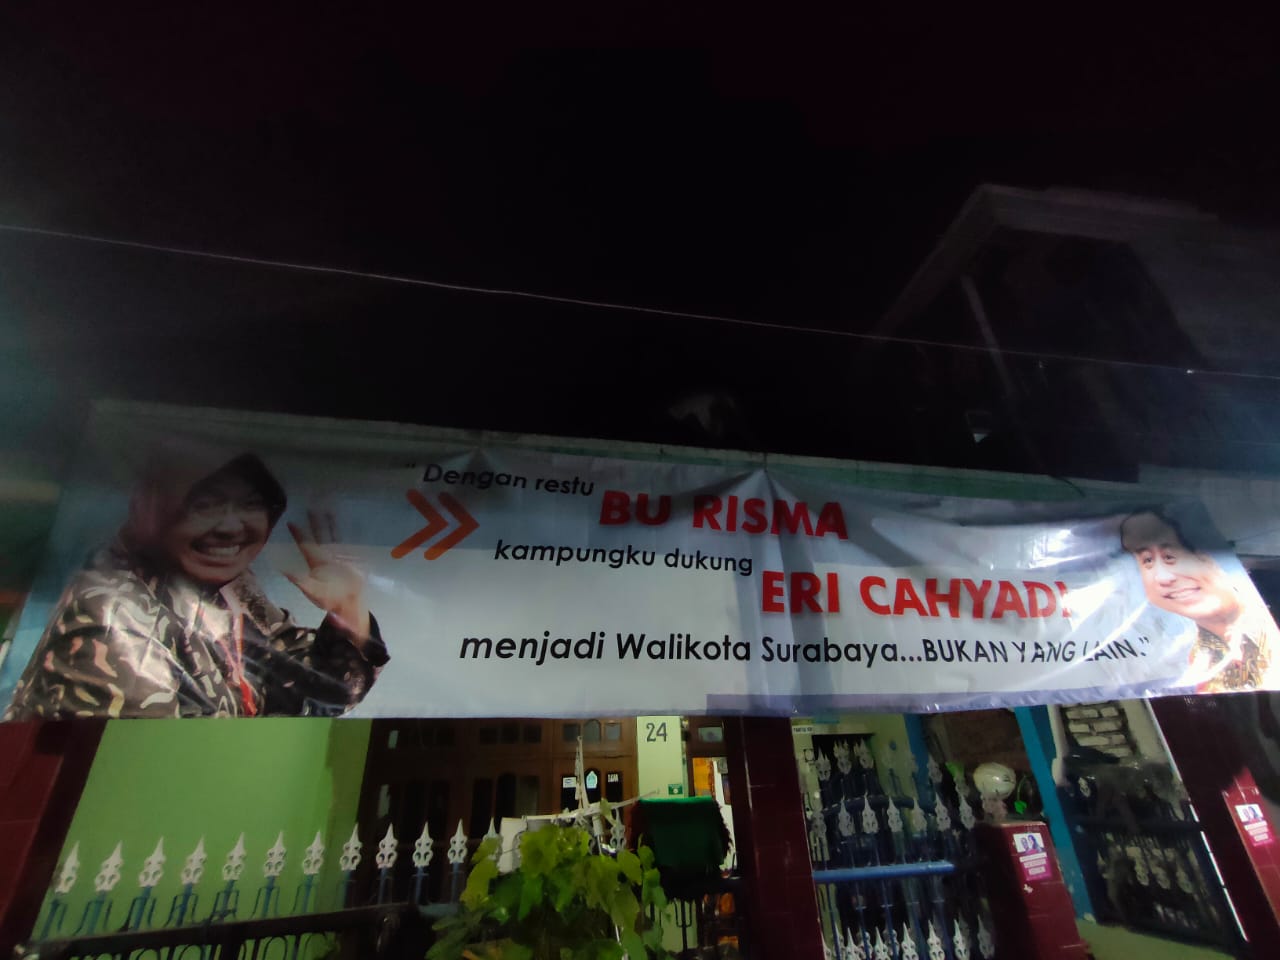 “Dengan restu
BU RISMA
kampungku dukung
ERI CAHYADI
menjadi Walikota Surabaya...BUKAN YANG LAIN.”
24